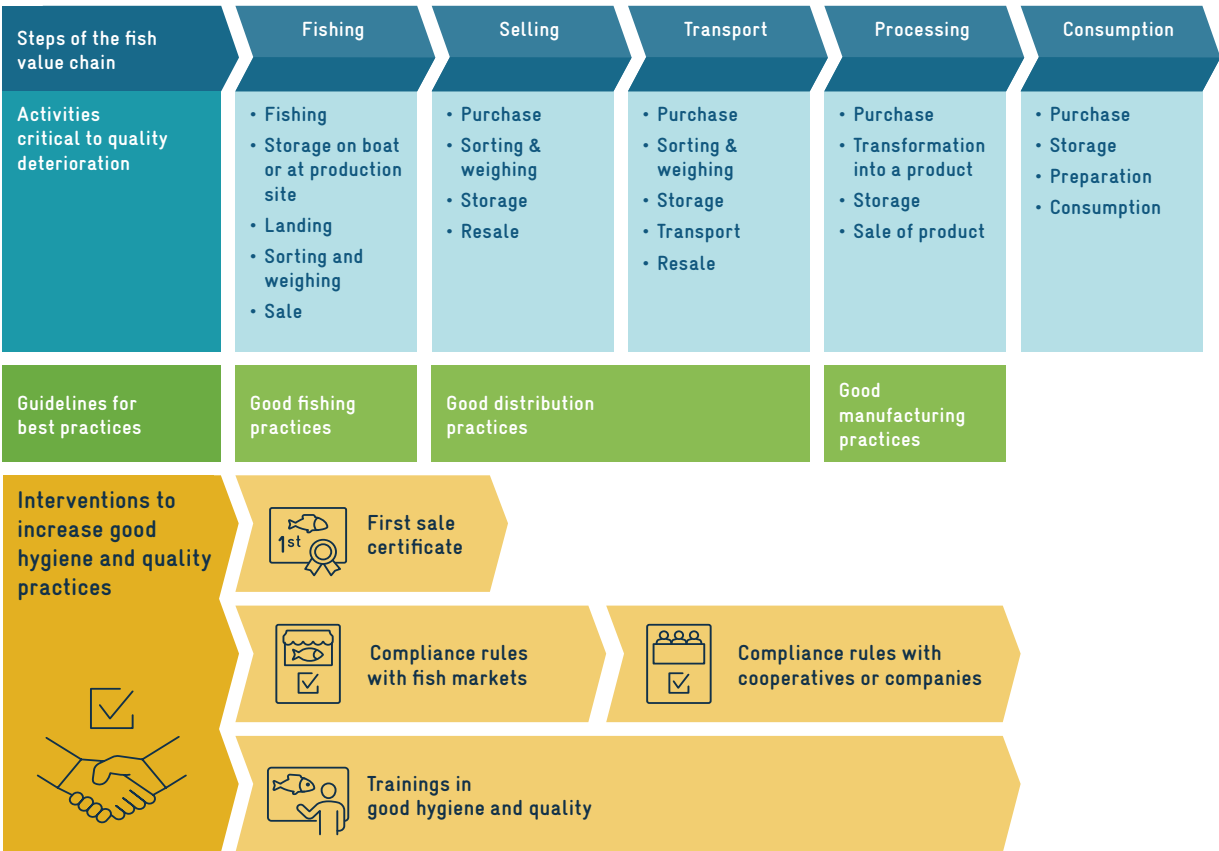 Steps of the fish
value chain
Fishing
Selling
Transport
Processing
Consumption
Activities
critical to quality
deterioration
• Fishing
• Storage on boat
or at production
site
• Landing
• Sorting and
weighing
• Sale
• Purchase
• Sorting &
weighing
• Storage
• Resale
• Purchase
• Sorting &
weighing
• Storage
• Transport
• Resale
• Purchase
• Transformation
into a product
• Storage
• Sale of product
• Purchase
• Storage
• Preparation
• Consumption
Guidelines for
best practices
Good fishing
practices
Good distribution
practices
Good
manufacturing
practices
Interventions to
increase good
hygiene and quality
practices
1st
First sale
certificate
Compliance rules
with fish markets
Compliance rules with
cooperatives or companies
Trainings in
good hygiene and quality